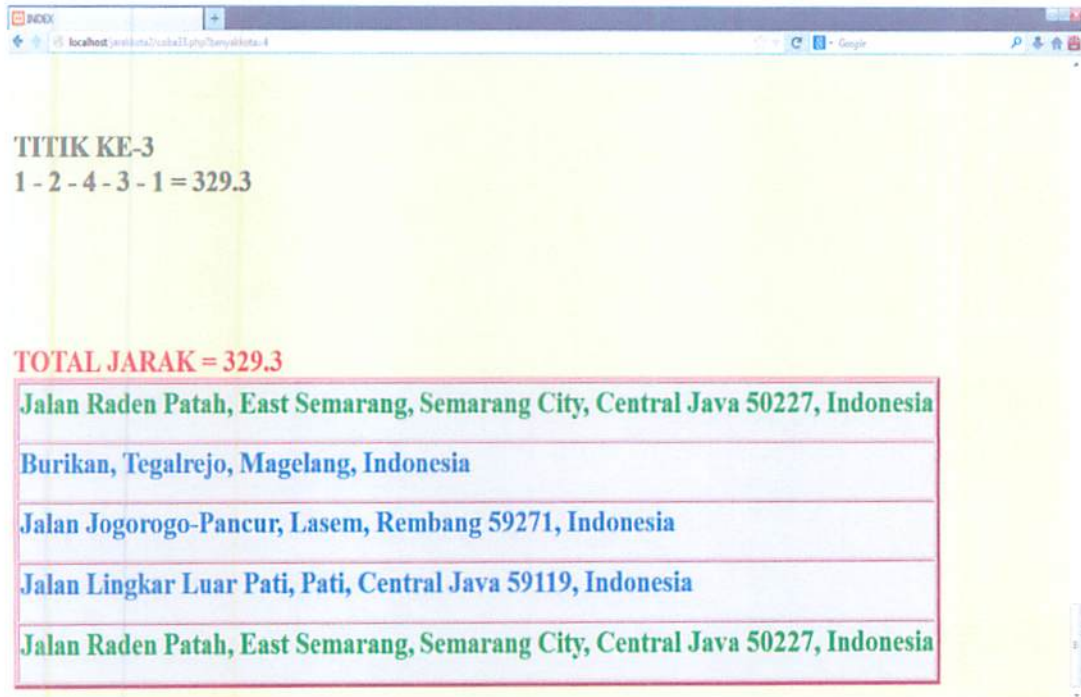 INDEX
+
localhost
Google
TITIK KE-3
1 - 2 - 4 - 3 - 1 = 329.3
TOTAL JARAK = 329.3
Jalan Raden Patah, East Semarang, Semarang City, Central Java 50227, Indonesia
Burikan, Tegalrejo, Magelang, Indonesia
Jalan Jogorogo-Pancur, Lasem, Rembang 59271, Indonesia
Jalan Lingkar Luar Pati, Pati, Central Java 59119, Indonesia
Jalan Raden Patah, East Semarang, Semarang City, Central Java 50227, Indonesia